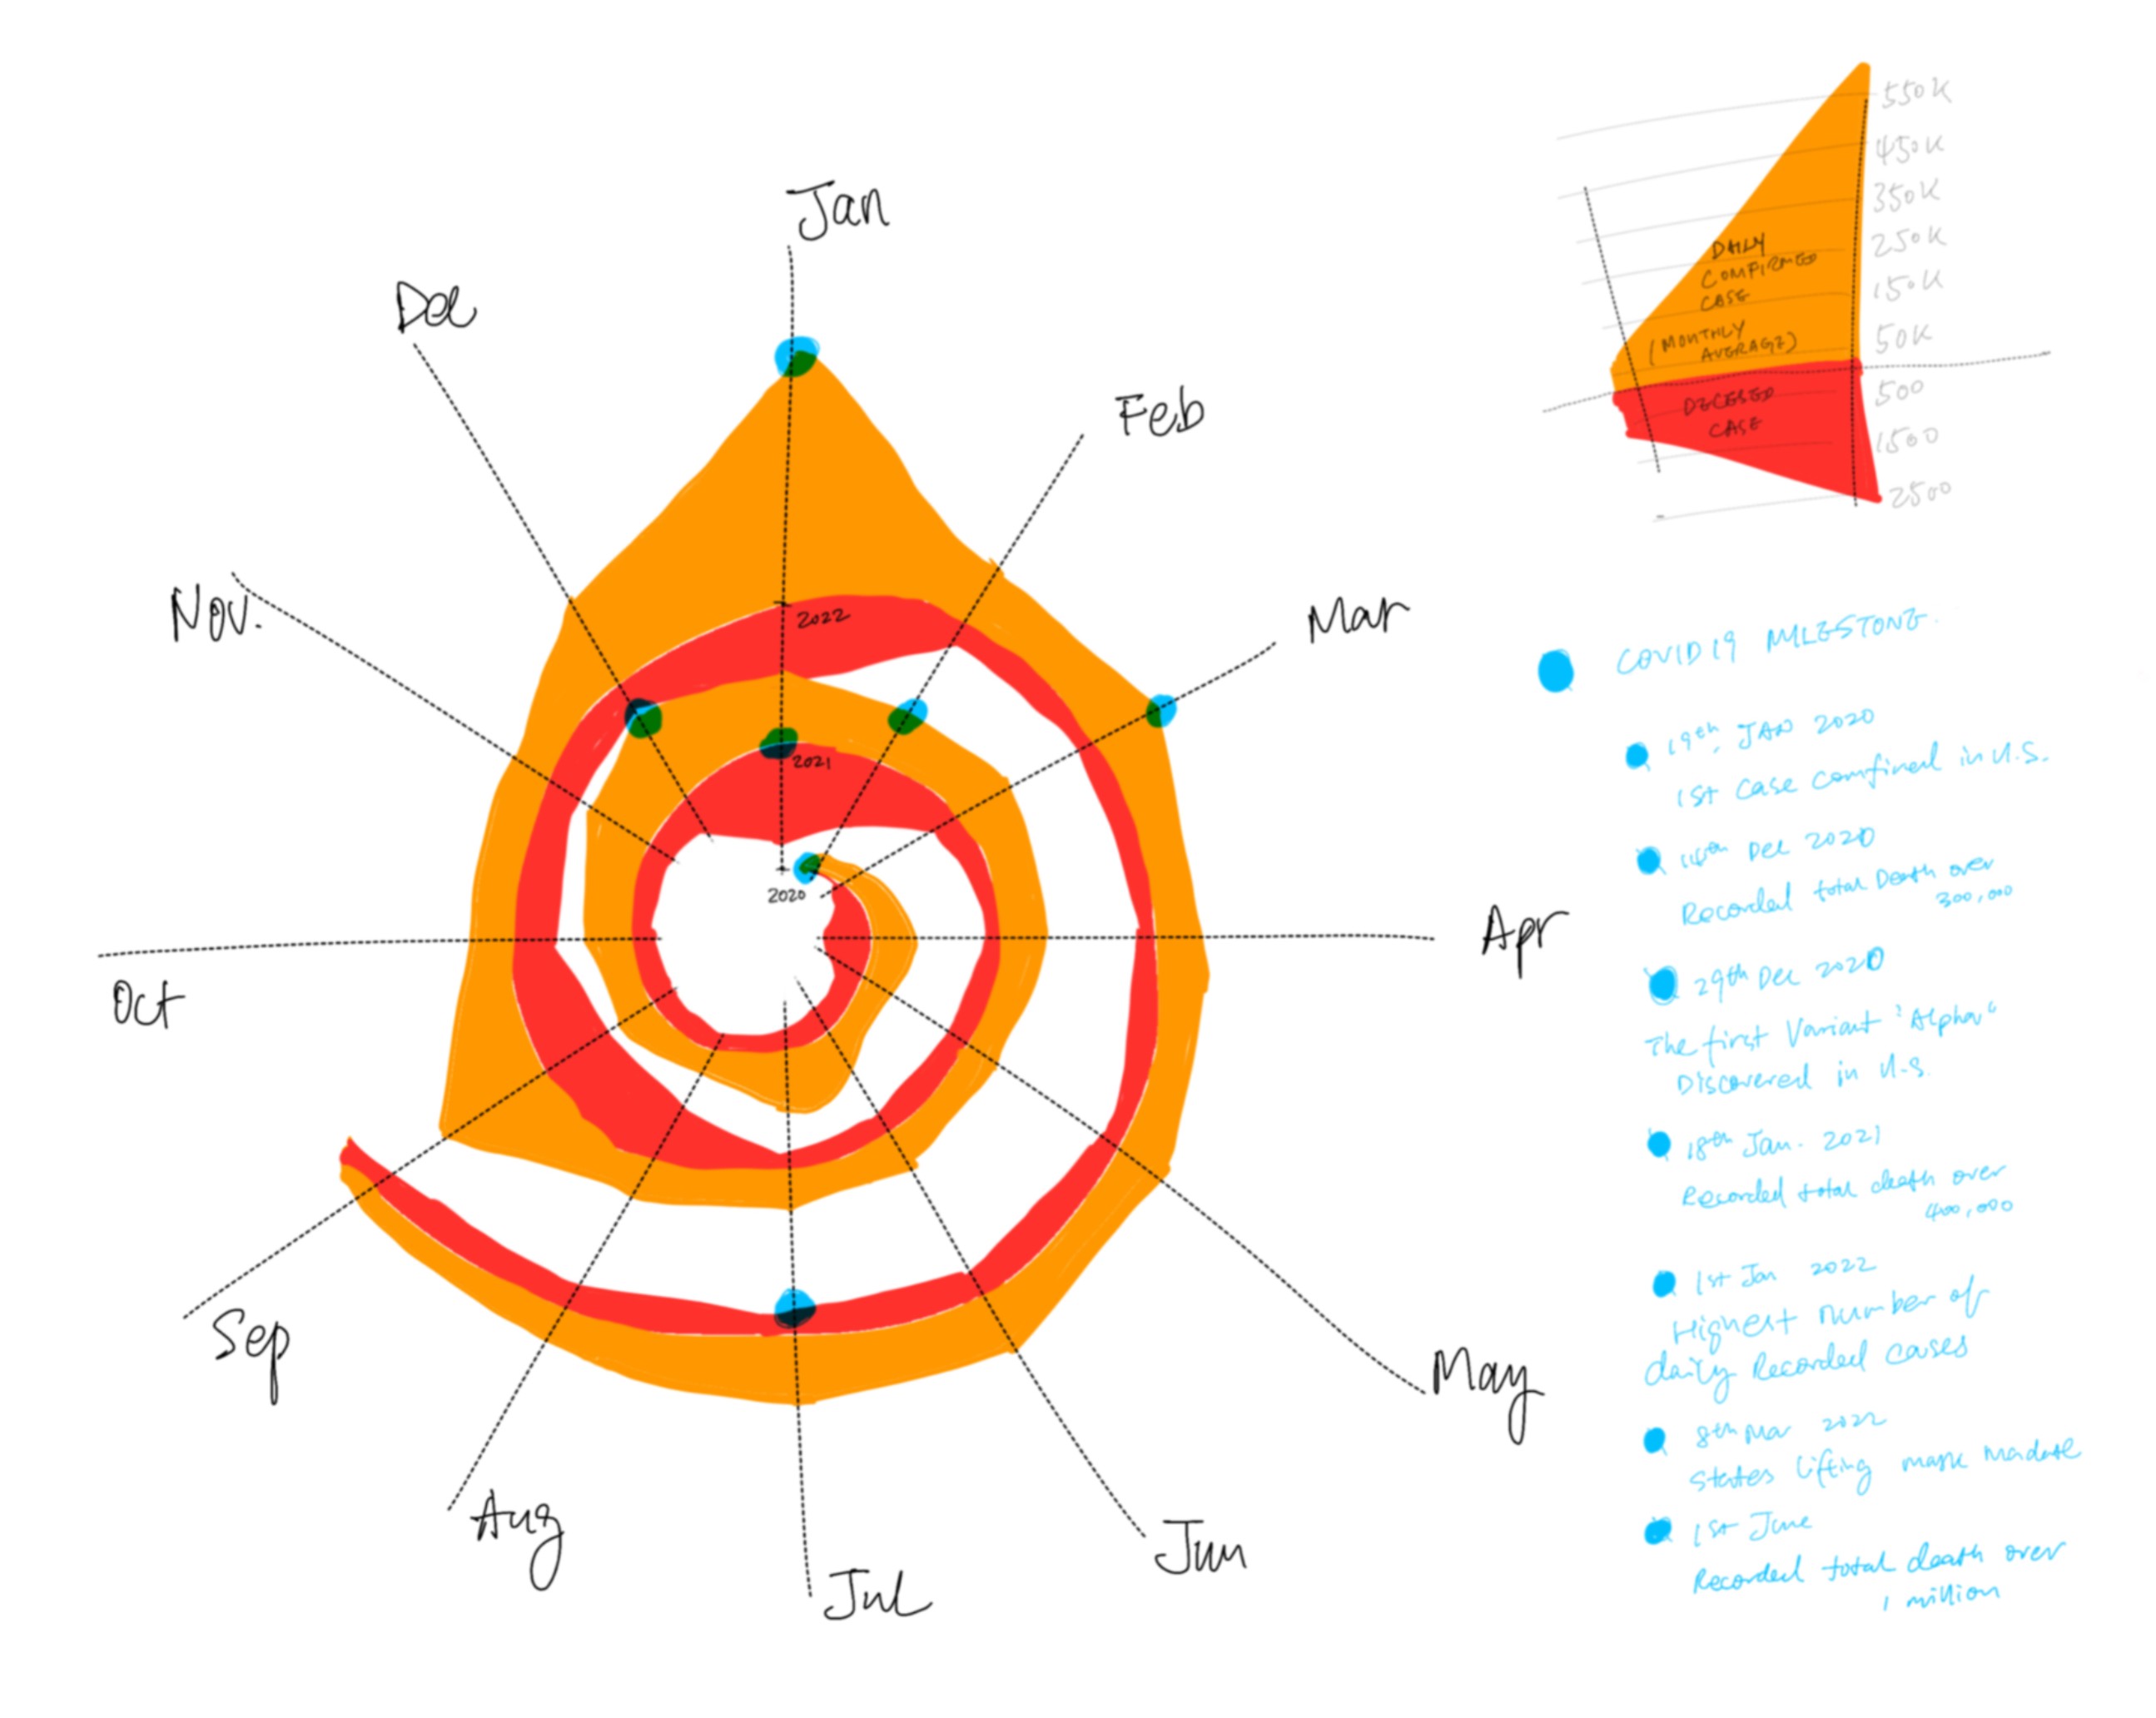 Jan
Feb
Mar
Apr
May
Jun
Jul
Aug
Sep
Oct
Nov.
Dec
2022
2021
2020
550K
450K
350K
250K
150K
50K
500
1500
2500
DAILY
COMFIRMED
CASE
(MONTHLY
AVERAGE)
DECESED
CASE
COVID19 MILESTONE.
19th, JAN 2020
1st Case Comfined in U.S.
14th Dec 2020
Recorded total Death over
300,000
29th Dec 2020
The first Variant "Alpha"
Discovered in U.S.
18th Jan. 2021
Recorded total death over
400,000
1st Jan 2022
Highest number of
daily Recorded cases
8th Mar 2022
States lifting mask madate
1st June
Recorded total death over
1 million